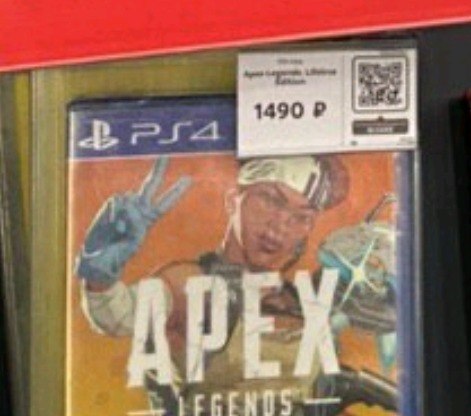 Apex Legends: Lifeline
Edition
1490 ₽
PS4
APEX
LEGENDS